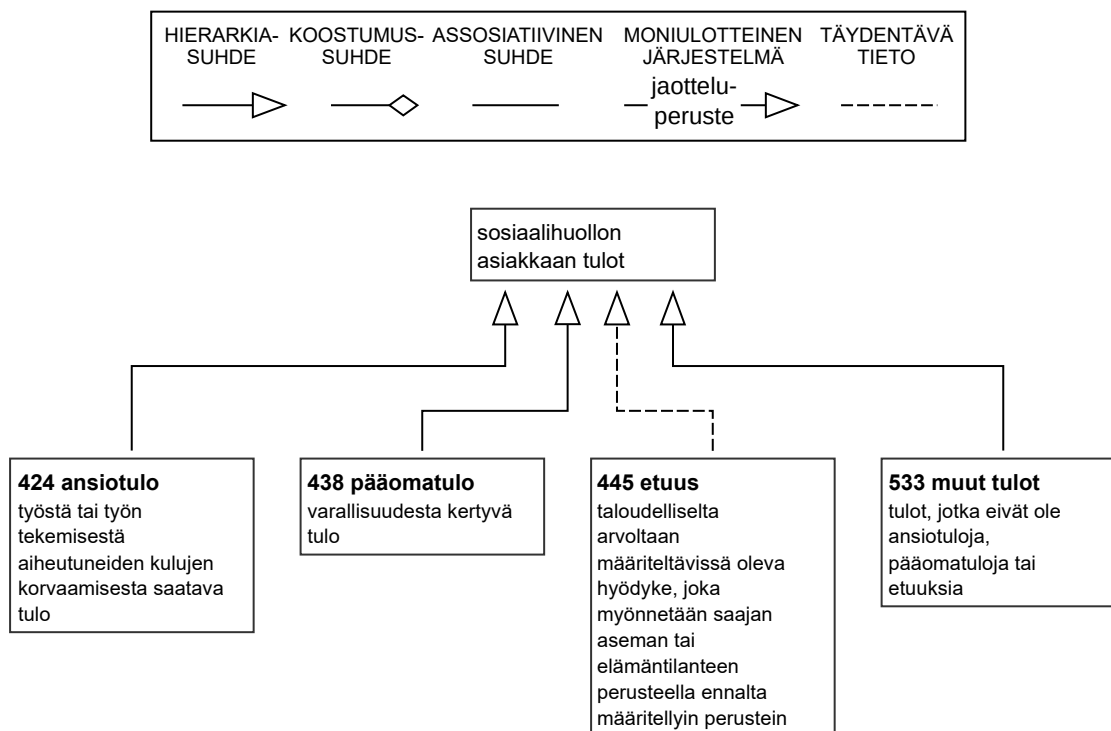 HIERARKIA-
SUHDE
KOOSTUMUS-
SUHDE
ASSOSIATIIVINEN
SUHDE
MONIULOTTEINEN
JÄRJESTELMÄ
TÄYDENTÄVÄ
TIETO
jaottelu-
peruste
sosiaalihuollon
asiakkaan tulot
424 ansiotulo
työstä tai työn
tekemisestä
aiheutuneiden kulujen
korvaamisesta saatava
tulo
438 pääomatulo
varallisuudesta kertyvä
tulo
445 etuus
taloudelliselta
arvoltaan
määriteltävissä oleva
hyödyke, joka
myönnetään saajan
aseman tai
elämäntilanteen
perusteella ennalta
määritellyin perustein
533 muut tulot
tulot, jotka eivät ole
ansiotuloja,
pääomatuloja tai
etuuksia